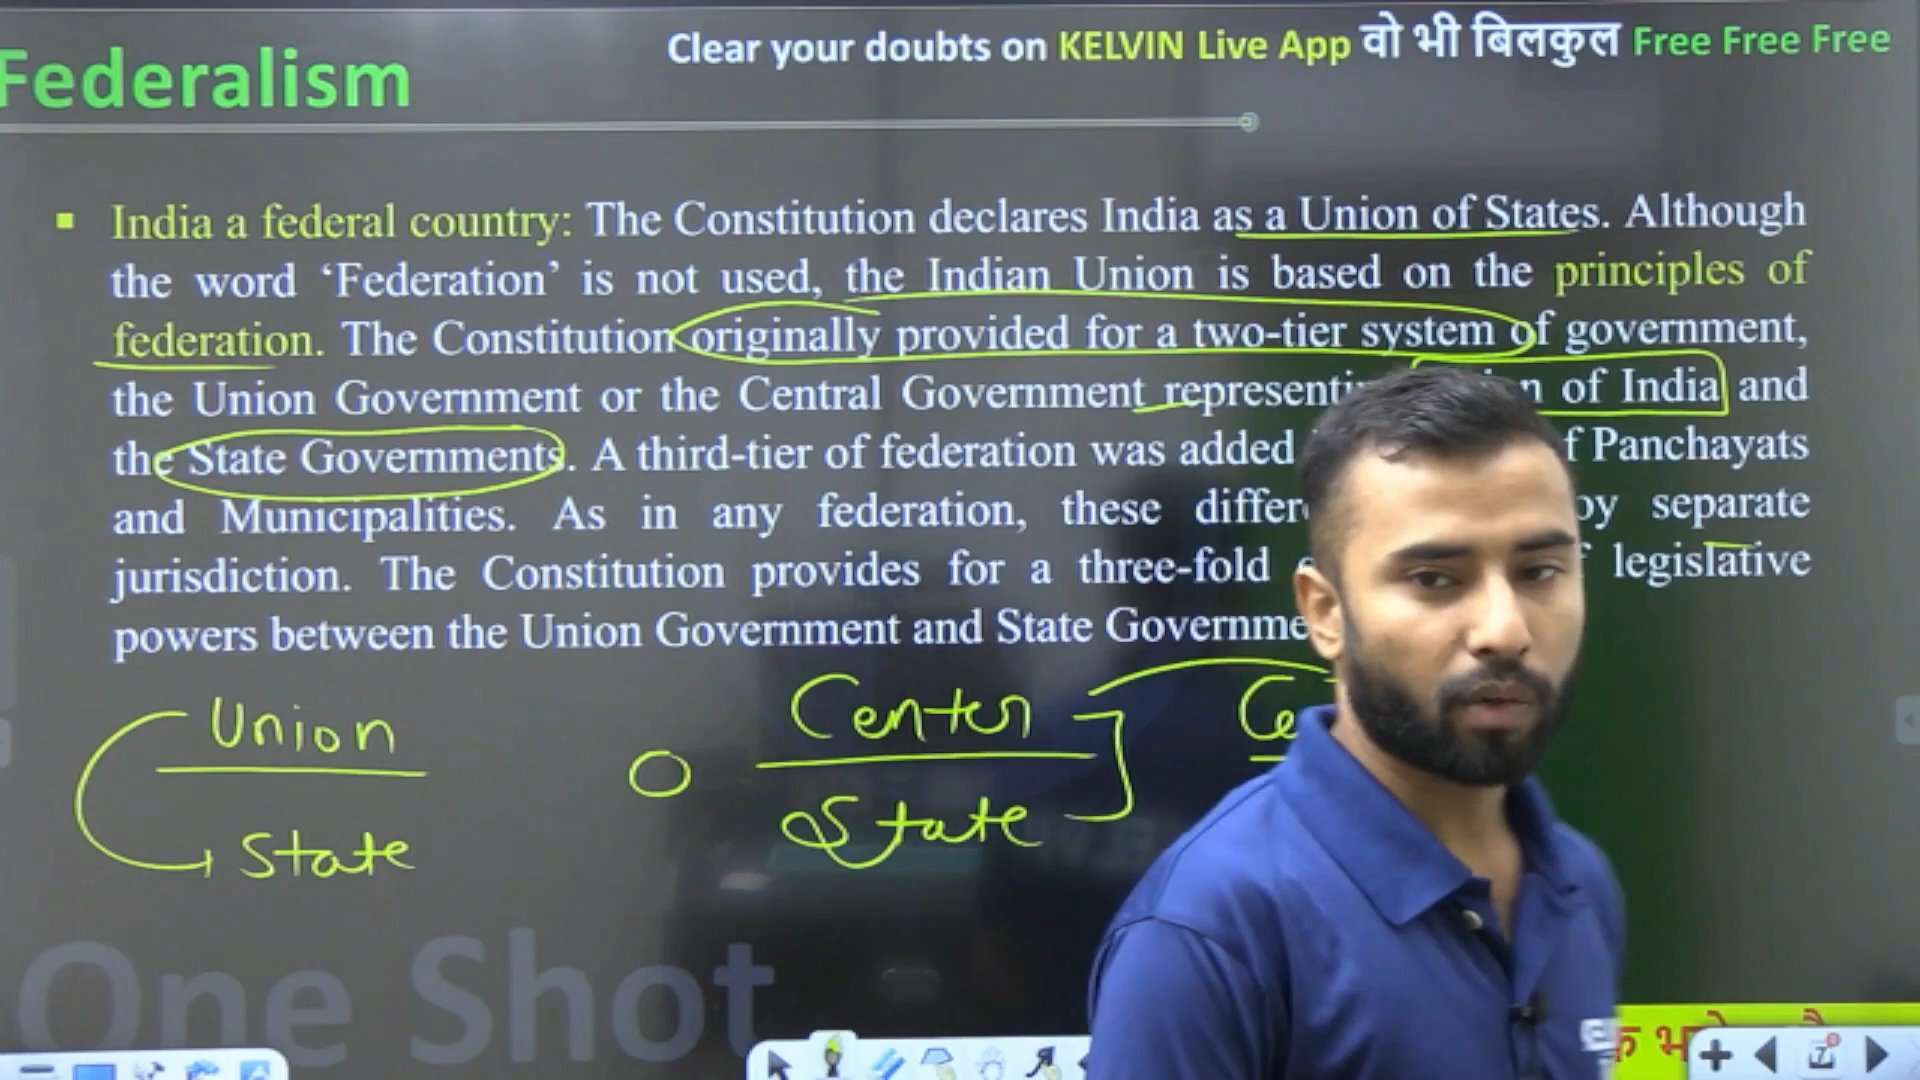 Federalism
Clear your doubts on KELVIN Live App वो भी बिलकुल Free Free Free
India a federal country: The Constitution declares India as a Union of States. Although
the word ‘Federation’ is not used, the Indian Union is based on the principles of
federation. The Constitution originally provided for a two-tier system of government,
the Union Government or the Central Government of India and
the State Governments. A third-tier of federation was added Panchayats
and Municipalities. As in any federation, these by separate
jurisdiction. The Constitution provides for a three-fold legislative
powers between the Union Government and State
Union
State
Center
State
One Shot